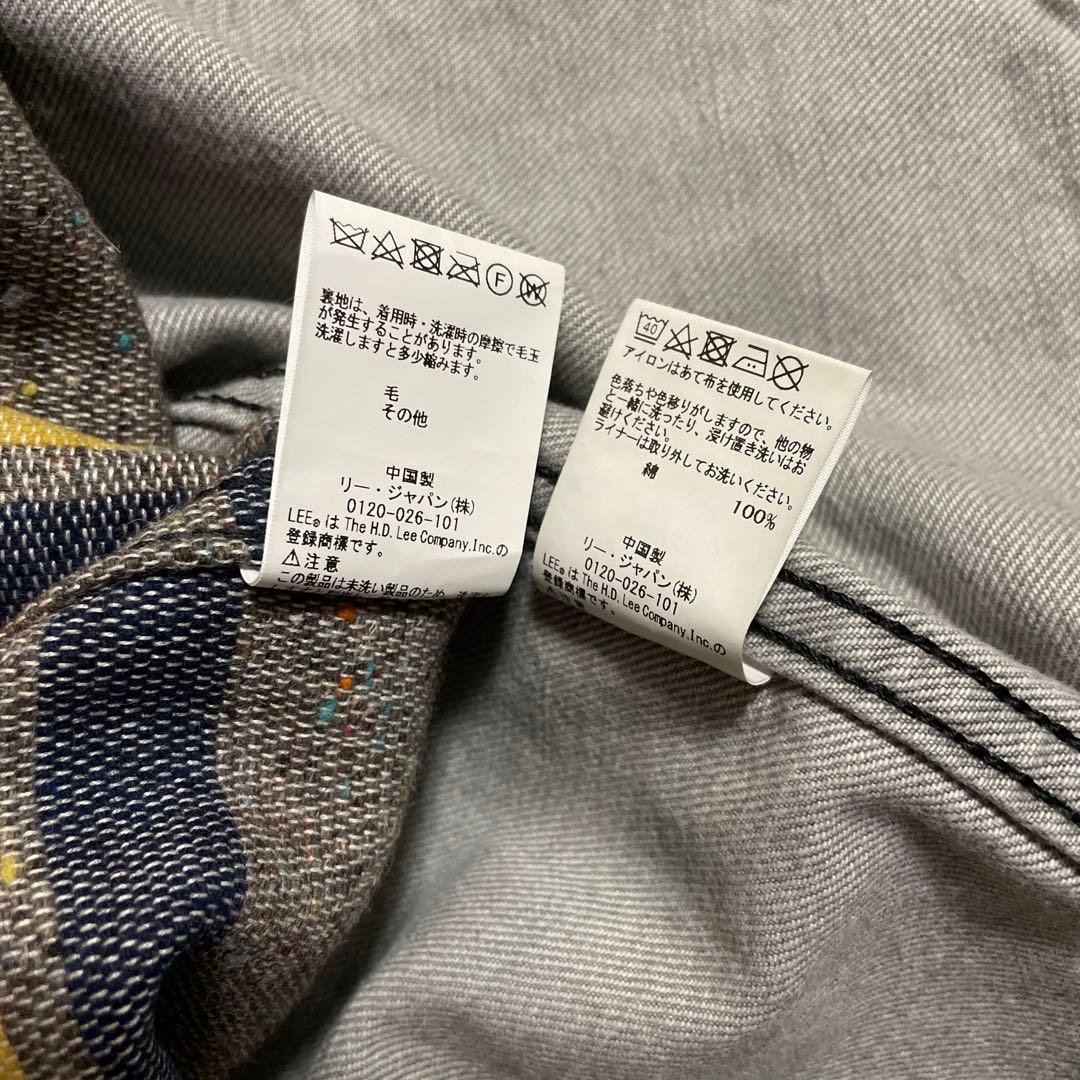 F W
裏地は、着用時・洗濯時の摩擦で毛玉
が発生することがあります。
洗濯しますと多少縮みます。
毛
その他
中国製
リー・ジャパン(株)
0120-026-101
LEE®はThe H.D. Lee Company,Inc.の
登録商標です。
⚠注意
この製品は未洗い製品のため
40
アイロンはあて布を使用してください。
色落ちや色移りがしますので、他の物
と一緒に洗ったり、浸け置き洗いはお
避けください。
ライナーは取り外してお洗いください。
綿
100%
中国製
リー・ジャパン(株)
0120-026-101
LEE®はThe H.D. Lee Company,Inc.の
登録商標です。